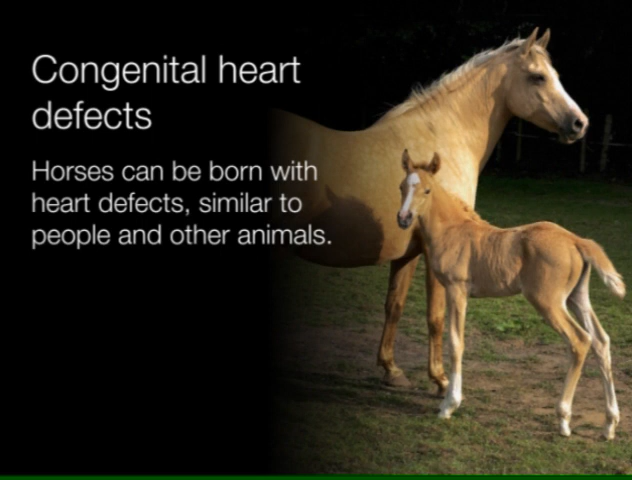 Congenital heart
defects
Horses can be born with
heart defects, similar to
people and other animals.